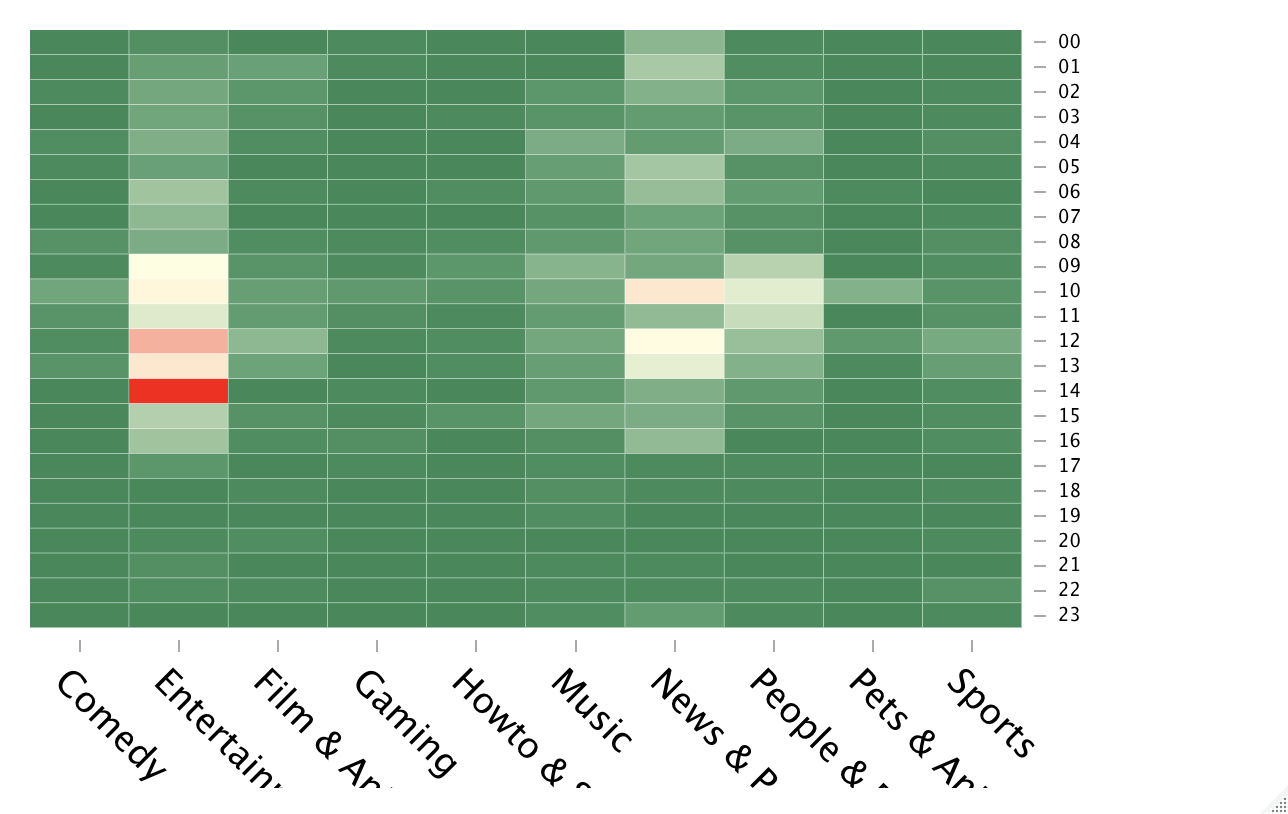 00
01
02
03
04
05
06
07
08
09
10
11
12
13
14
15
16
17
18
19
20
21
22
23
Comedy
Entertain
Film & An
Gaming
Howto &
Music
News & P
People &
Pets & An
Sports